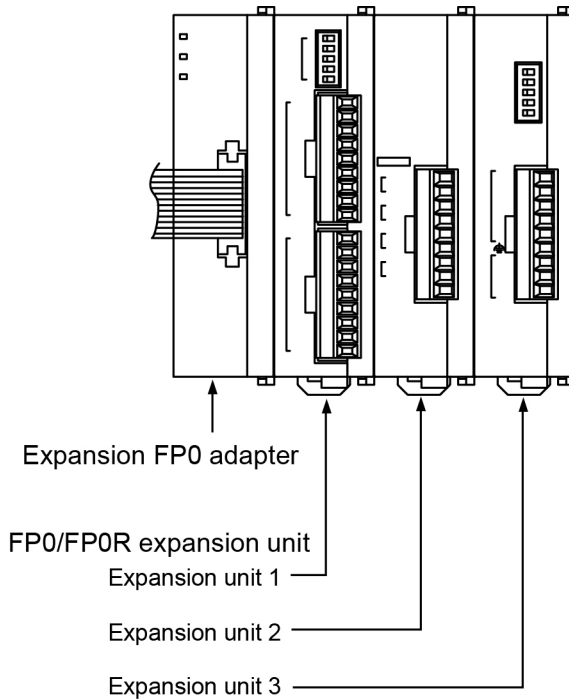 Expansion FP0 adapter
FP0/FP0R expansion unit
Expansion unit 1
Expansion unit 2
Expansion unit 3